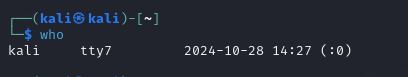 ┌──(kali㉿kali)-[~]
└─$ who
kali     tty7         2024-10-28 14:27 (:0)